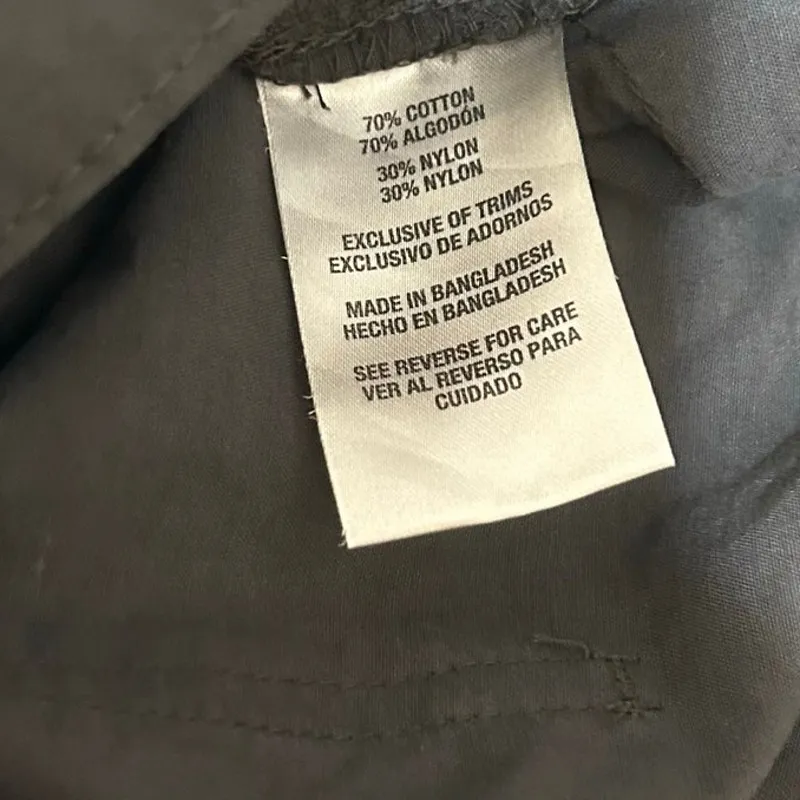 70% COTTON
70% ALGODÓN
30% NYLON
30% NYLON
EXCLUSIVE OF TRIMS
EXCLUSIVO DE ADORNOS
MADE IN BANGLADESH
HECHO EN BANGLADESH
SEE REVERSE FOR CARE
VER AL REVERSO PARA
CUIDADO